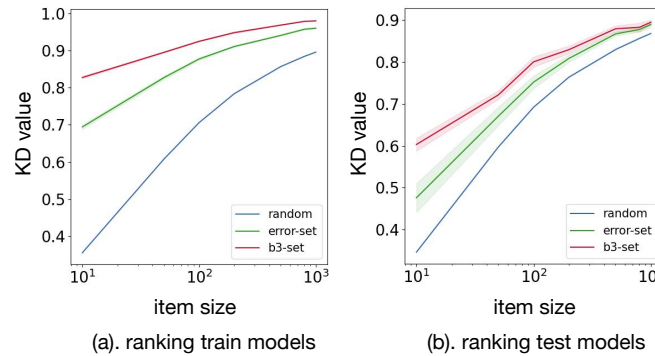 1.0
0.9
0.8
0.7
0.6
0.5
0.4
KD value
random
error-set
b3-set
10¹ 10² 10³
item size
(a). ranking train models
0.9
0.8
0.7
0.6
0.5
0.4
KD value
random
error-set
b3-set
10¹ 10² 10
item size
(b). ranking test models